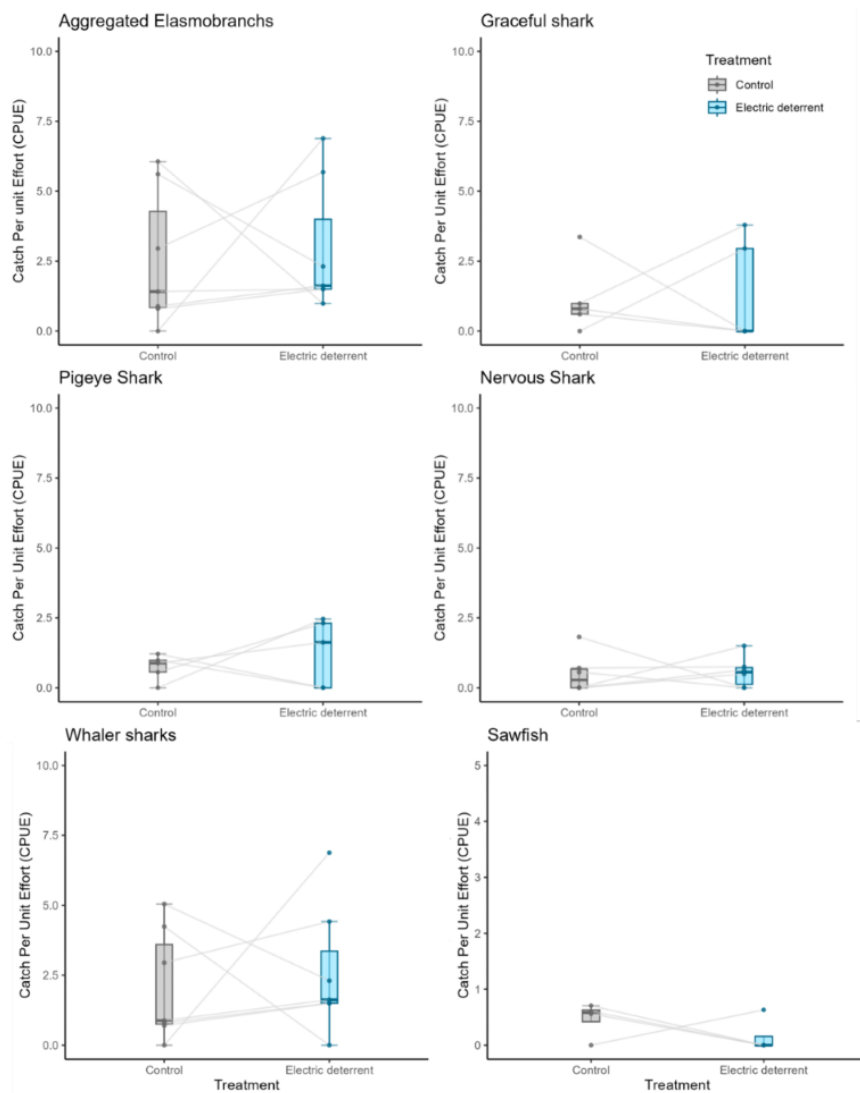 Aggregated Elasmobranchs
Catch Per unit Effort (CPUE)
10.0
7.5
5.0
2.5
0.0
Control
Electric deterrent
Graceful shark
Catch Per Unit Effort (CPUE)
10.0
7.5
5.0
2.5
0.0
Control
Electric deterrent
Treatment
Control
Electric deterrent
Pigeye Shark
Catch Per Unit Effort (CPUE)
10.0
7.5
5.0
2.5
0.0
Control
Electric deterrent
Nervous Shark
Catch Per Unit Effort (CPUE)
10.0
7.5
5.0
2.5
0.0
Control
Electric deterrent
Whaler sharks
Catch Per Unit Effort (CPUE)
10.0
7.5
5.0
2.5
0.0
Control
Electric deterrent
Treatment
Sawfish
Catch Per Unit Effort (CPUE)
5
4
3
2
1
0
Control
Electric deterrent
Treatment